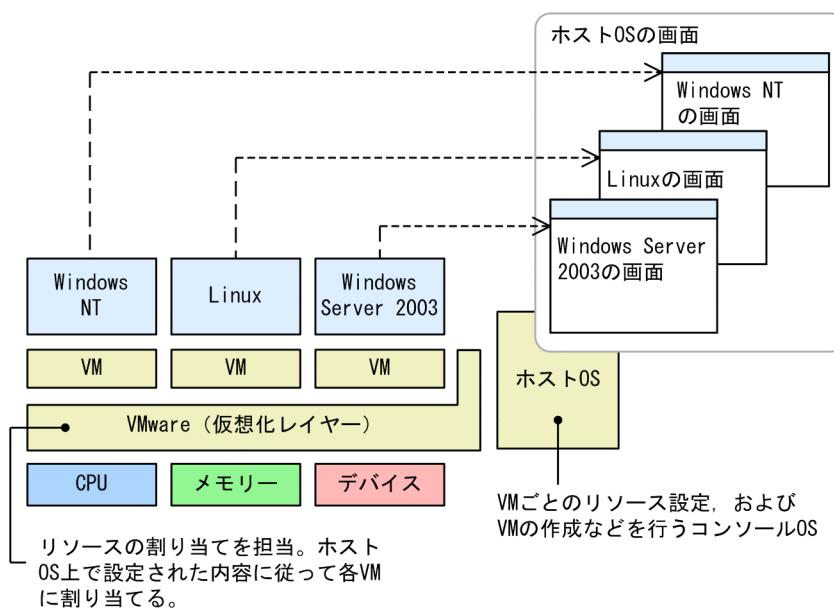 ホストOSの画面
Windows NT
の画面
Linuxの画面
Windows Server
2003の画面
Windows
NT
Linux
Windows
Server 2003
VM
VM
VM
ホストOS
VMware（仮想化レイヤー）
CPU
メモリー
デバイス
VMごとのリソース設定，および
VMの作成などを行うコンソールOS
リソースの割り当てを担当。ホスト
OS上で設定された内容に従って各VM
に割り当てる。